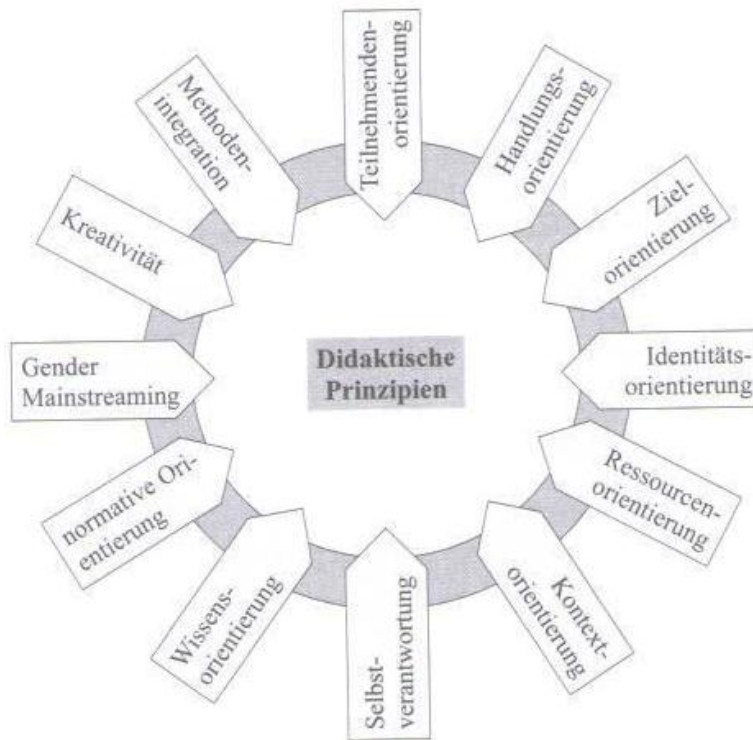 Teilnehmenden-
orientierung
Handlungs-
orientierung
Ziel-
orientierung
Identitäts-
orientierung
Ressourcen-
orientierung
Kontext-
orientierung
Selbst-
verantwortung
Wissens-
orientierung
normative Ori-
entierung
Gender
Mainstreaming
Kreativität
Methoden-
integration
Didaktische
Prinzipien